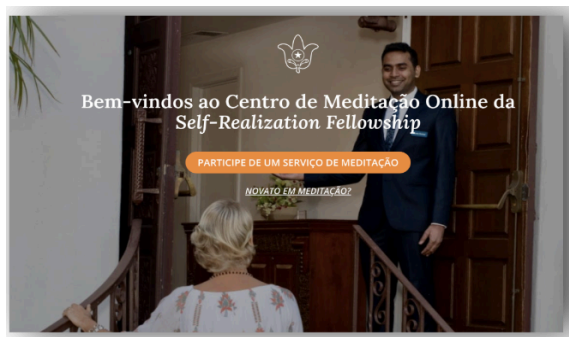 Bem-vindos ao Centro de Meditação Online da
Self-Realization Fellowship
PARTICIPE DE UM SERVIÇO DE MEDITAÇÃO
NOVATO EM MEDITAÇÃO?